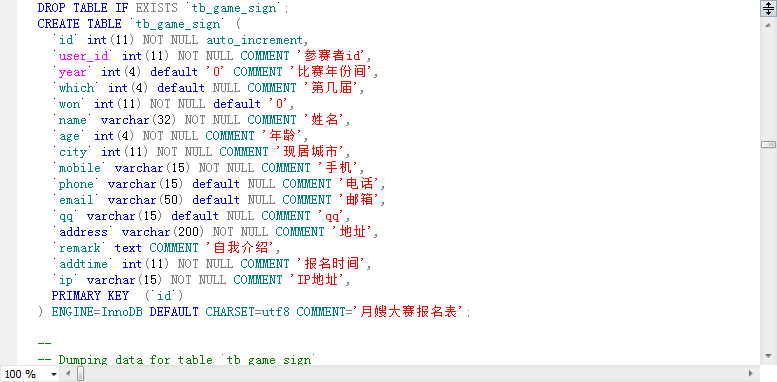 DROP TABLE IF EXISTS `tb_game_sign`;
CREATE TABLE `tb_game_sign` (
`id` int(11) NOT NULL auto_increment,
`user_id` int(11) NOT NULL COMMENT '参赛者id',
`year` int(4) default '0' COMMENT '比赛年份间',
`which` int(4) default NULL COMMENT '第几届',
`won` int(11) NOT NULL default '0',
`name` varchar(32) NOT NULL COMMENT '姓名',
`age` int(4) NOT NULL COMMENT '年龄',
`city` int(11) NOT NULL COMMENT '现居城市',
`mobile` varchar(15) NOT NULL COMMENT '手机',
`phone` varchar(15) default NULL COMMENT '电话',
`email` varchar(50) default NULL COMMENT '邮箱',
`qq` varchar(15) default NULL COMMENT 'qq',
`address` varchar(200) NOT NULL COMMENT '地址',
`remark` text COMMENT '自我介绍',
`addtime` int(11) NOT NULL COMMENT '报名时间',
`ip` varchar(15) NOT NULL COMMENT 'IP地址',
PRIMARY KEY  (`id`)
) ENGINE=InnoDB DEFAULT CHARSET=utf8 COMMENT='月嫂大赛报名表';
--
-- Dumping data for table `tb_game_sign`
100 %